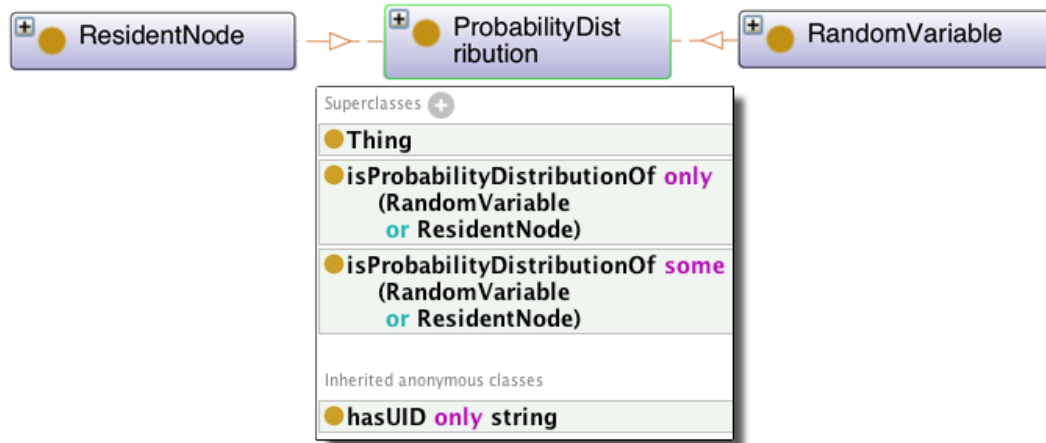 ResidentNode
ProbabilityDist
ribution
RandomVariable
Superclasses
Thing
isProbabilityDistributionOf only
(RandomVariable
or ResidentNode)
isProbabilityDistributionOf some
(RandomVariable
or ResidentNode)
Inherited anonymous classes
hasUID only string